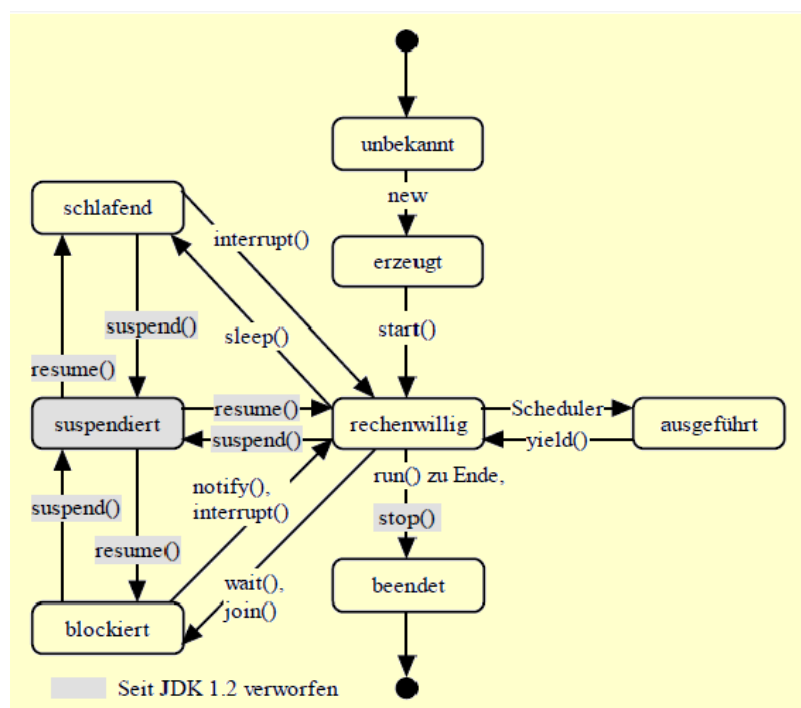 unbekannt
new
schlafend
interrupt()
erzeugt
suspend()
sleep()
start()
resume()
suspendiert
resume()
suspend()
rechenwillig
Scheduler
yield()
ausgeführt
suspend()
notify(),
interrupt()
run() zu Ende,
stop()
resume()
wait(),
join()
beendet
blockiert
Seit JDK 1.2 verworfen